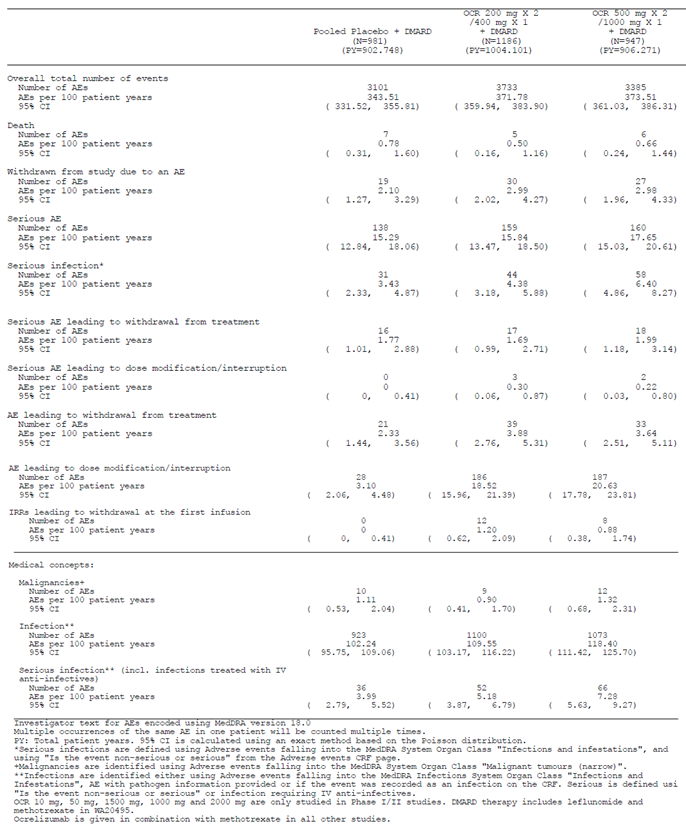 OCR 200 mg X 2 OCR 500 mg X 2
/400 mg X 1 /1000 mg X 1
Pooled Placebo + DMARD + DMARD + DMARD
(N=981) (N=1186) (N=947)
(PY=902.748) (PY=1004.101) (PY=906.271)
Overall total number of events
Number of AEs 3101 3733 3385
AEs per 100 patient years 343.51 371.78 373.51
95% CI ( 331.52, 355.81) ( 359.94, 383.90) ( 361.03, 386.31)
Death
Number of AEs 7 5 6
AEs per 100 patient years 0.78 0.50 0.66
95% CI ( 0.31, 1.60) ( 0.16, 1.16) ( 0.24, 1.44)
Withdrawn from study due to an AE
Number of AEs 19 30 27
AEs per 100 patient years 2.10 2.99 2.98
95% CI ( 1.27, 3.29) ( 2.02, 4.27) ( 1.96, 4.33)
Serious AE
Number of AEs 138 159 160
AEs per 100 patient years 15.29 15.84 17.65
95% CI ( 12.84, 18.06) ( 13.47, 18.50) ( 15.03, 20.61)
Serious infection*
Number of AEs 31 44 58
AEs per 100 patient years 3.43 4.38 6.40
95% CI ( 2.33, 4.87) ( 3.18, 5.88) ( 4.86, 8.27)
Serious AE leading to withdrawal from treatment
Number of AEs 16 17 18
AEs per 100 patient years 1.77 1.69 1.99
95% CI ( 1.01, 2.88) ( 0.99, 2.71) ( 1.18, 3.14)
Serious AE leading to dose modification/interruption
Number of AEs 0 3 2
AEs per 100 patient years 0 0.30 0.22
95% CI ( 0, 0.41) ( 0.06, 0.87) ( 0.03, 0.80)
AE leading to withdrawal from treatment
Number of AEs 21 39 33
AEs per 100 patient years 2.33 3.88 3.64
95% CI ( 1.44, 3.56) ( 2.76, 5.31) ( 2.51, 5.11)
AE leading to dose modification/interruption
Number of AEs 28 186 187
AEs per 100 patient years 3.10 18.52 20.63
95% CI ( 2.06, 4.48) ( 15.96, 21.39) ( 17.78, 23.81)
IRRs leading to withdrawal at the first infusion
Number of AEs 0 12 8
AEs per 100 patient years 0 1.20 0.88
95% CI ( 0, 0.41) ( 0.62, 2.09) ( 0.38, 1.74)
Medical concepts:
Malignancies+
Number of AEs 10 9 12
AEs per 100 patient years 1.11 0.90 1.32
95% CI ( 0.53, 2.04) ( 0.41, 1.70) ( 0.68, 2.31)
Infection**
Number of AEs 923 1100 1073
AEs per 100 patient years 102.24 109.55 118.40
95% CI ( 95.75, 109.06) ( 103.17, 116.22) ( 111.42, 125.70)
Serious infection** (incl. infections treated with IV
anti-infectives)
Number of AEs 36 52 66
AEs per 100 patient years 3.99 5.18 7.28
95% CI ( 2.79, 5.52) ( 3.87, 6.79) ( 5.63, 9.27)
Investigator text for AEs encoded using MedDRA version 18.0
Multiple occurrences of the same AE in one patient will be counted multiple times.
PY: Total patient years. 95% CI is calculated using an exact method based on the Poisson distribution.
*Serious infections are defined using Adverse events falling into the MedDRA System Organ Class "Infections and infestations", and
using "Is the event non-serious or serious" from the Adverse events CRF page.
+Malignancies are identified using Adverse events falling into the MedDRA System Organ Class "Malignant tumours (narrow)".
**Infections are identified either using Adverse events falling into the MedDRA Infections System Organ Class "Infections and
Infestations", AE with pathogen information provided or if the event was recorded as an infection on the CRF. Serious is defined usi
"Is the event non-serious or serious" or infection requiring IV anti-infectives.
OCR 10 mg, 50 mg, 1500 mg, 1000 mg and 2000 mg are only studied in Phase I/II studies. DMARD therapy includes leflunomide and
methotrexate in WA20495.
Ocrelizumab is given in combination with methotrexate in all other studies.